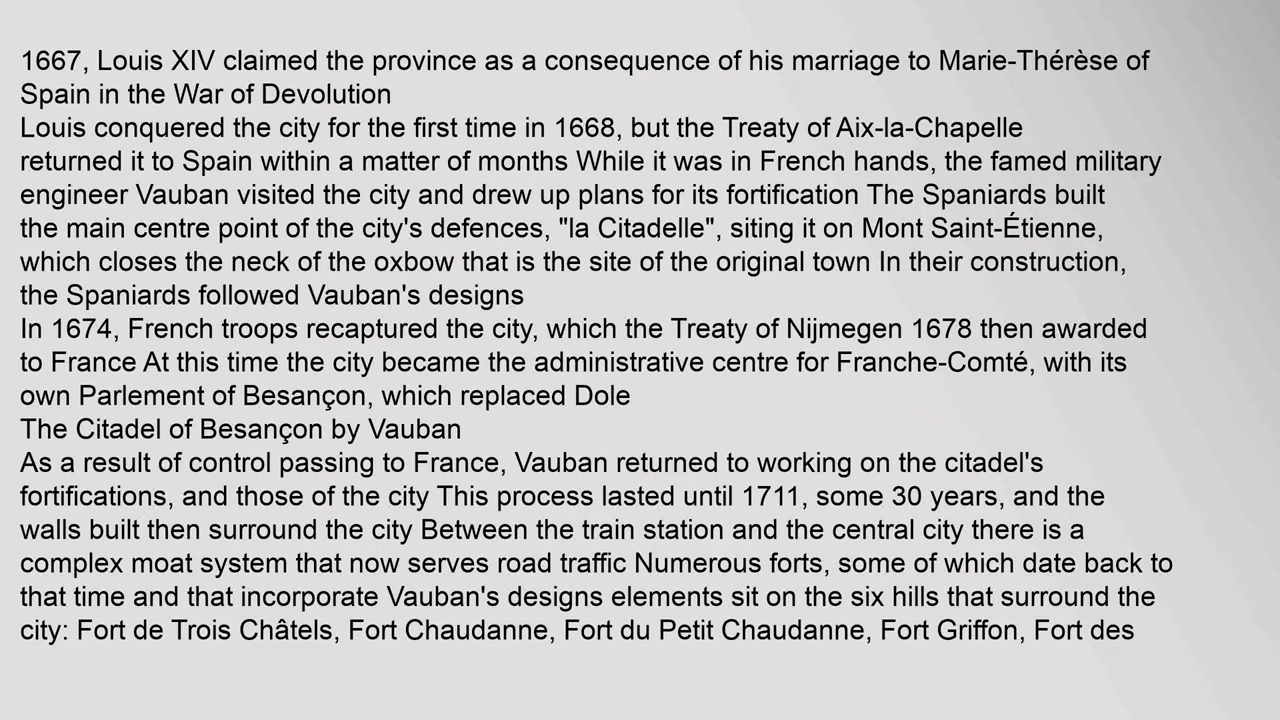 1667, Louis XIV claimed the province as a consequence of his marriage to Marie-Thérèse of
Spain in the War of Devolution
Louis conquered the city for the first time in 1668, but the Treaty of Aix-la-Chapelle
returned it to Spain within a matter of months While it was in French hands, the famed military
engineer Vauban visited the city and drew up plans for its fortification The Spaniards built
the main centre point of the city's defences, "la Citadelle", siting it on Mont Saint-Étienne,
which closes the neck of the oxbow that is the site of the original town In their construction,
the Spaniards followed Vauban's designs
In 1674, French troops recaptured the city, which the Treaty of Nijmegen 1678 then awarded
to France At this time the city became the administrative centre for Franche-Comté, with its
own Parlement of Besançon, which replaced Dole
The Citadel of Besançon by Vauban
As a result of control passing to France, Vauban returned to working on the citadel's
fortifications, and those of the city This process lasted until 1711, some 30 years, and the
walls built then surround the city Between the train station and the central city there is a
complex moat system that now serves road traffic Numerous forts, some of which date back to
that time and that incorporate Vauban's designs elements sit on the six hills that surround the
city: Fort de Trois Châtels, Fort Chaudanne, Fort du Petit Chaudanne, Fort Griffon, Fort des